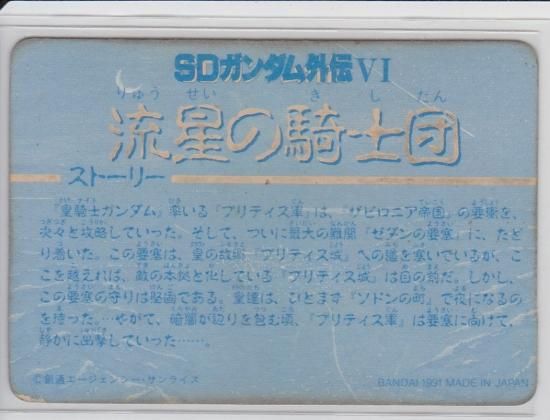 SDガンダム外伝VI
りゅう せい き し だん
流星の騎士団
ストーリー
『皇騎士ガンダム』率いる『ブリティス軍』は、『ザビロニア帝国』の要衝を、
次々と攻略していった。そして、ついに最大の難関『ゼダンの要塞』に、たど
り着いた。この要塞は、皇の故郷『ブリティス城』への道を塞いでいるが、こ
こを越えれば、敵の本拠と化している『ブリティス城』は目の前だ。しかし、
この要塞の守りは堅固である。皇達は、ひとまず『ソドンの町』で夜になるの
を待った。…やがて、暗闇が辺りを包む頃、『ブリティス軍』は要塞に向けて、
静かに出撃していった……。
©創通エージェンシー・サンライズ
BANDAI 1991 MADE IN JAPAN